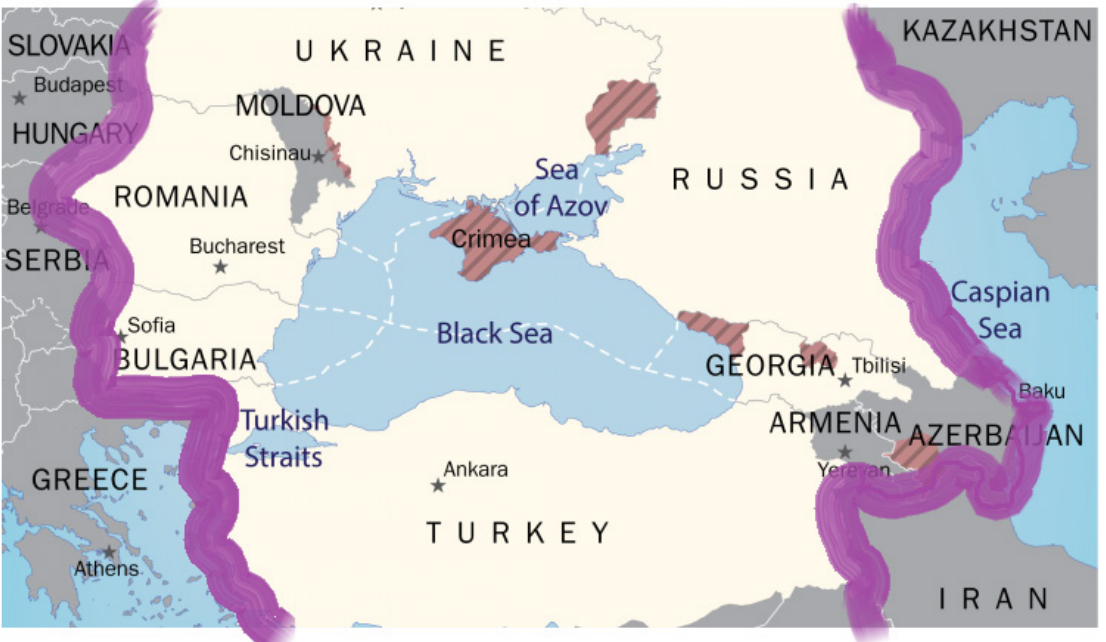 SLOVAKIA
UKRAINE
KAZAKHSTAN
Budapest
MOLDOVA
HUNGARY
Chisinau
Sea
of Azov
RUSSIA
ROMANIA
Belgrade
Crimea
Bucharest
SERBIA
Caspian
Sea
Sofia
Black Sea
BULGARIA
GEORGIA
Tbilisi
Baku
Turkish
Straits
ARMENIA
AZERBAIJAN
GREECE
Ankara
Yerevan
TURKEY
Athens
IRAN